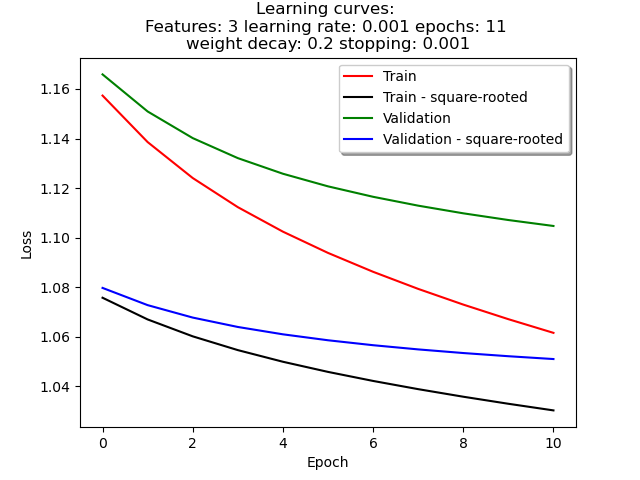 Learning curves:
Features: 3 learning rate: 0.001 epochs: 11
weight decay: 0.2 stopping: 0.001
Train
Train - square-rooted
Validation
Validation - square-rooted
1.16
1.14
1.12
1.10
1.08
1.06
1.04
Loss
0 2 4 6 8 10
Epoch